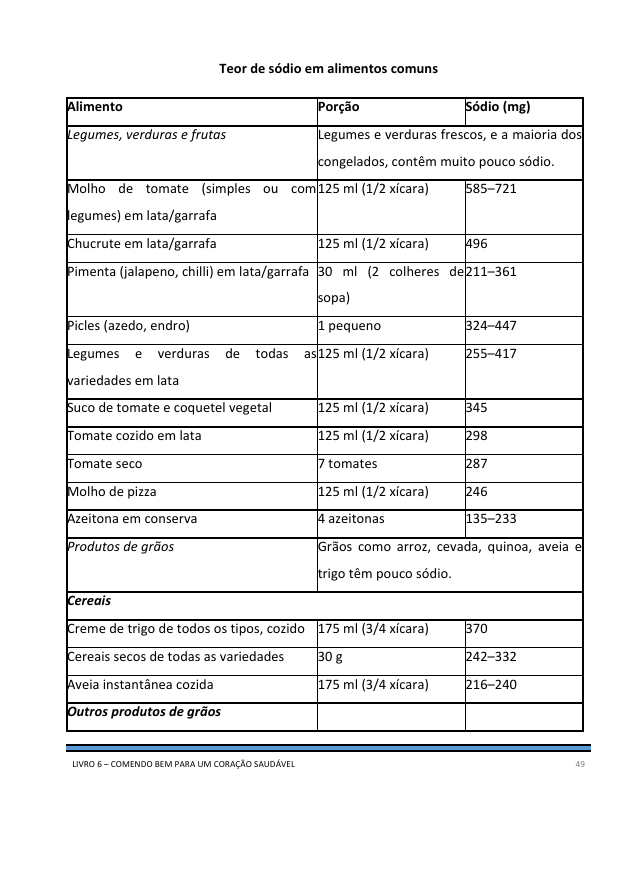 Teor de sódio em alimentos comuns
Alimento Porção Sódio (mg)
Legumes, verduras e frutas Legumes e verduras frescos, e a maioria dos
congelados, contêm muito pouco sódio.
Molho de tomate (simples ou com 125 ml (1/2 xícara) 585–721
legumes) em lata/garrafa
Chucrute em lata/garrafa 125 ml (1/2 xícara) 496
Pimenta (jalapeno, chilli) em lata/garrafa 30 ml (2 colheres de 211–361
sopa)
Picles (azedo, endro) 1 pequeno 324–447
Legumes e verduras de todas as 125 ml (1/2 xícara) 255–417
variedades em lata
Suco de tomate e coquetel vegetal 125 ml (1/2 xícara) 345
Tomate cozido em lata 125 ml (1/2 xícara) 298
Tomate seco 7 tomates 287
Molho de pizza 125 ml (1/2 xícara) 246
Azeitona em conserva 4 azeitonas 135–233
Produtos de grãos Grãos como arroz, cevada, quinoa, aveia e
trigo têm pouco sódio.
Cereais
Creme de trigo de todos os tipos, cozido 175 ml (3/4 xícara) 370
Cereais secos de todas as variedades 30 g 242–332
Aveia instantânea cozida 175 ml (3/4 xícara) 216–240
Outros produtos de grãos
LIVRO 6 – COMENDO BEM PARA UM CORAÇÃO SAUDÁVEL 49